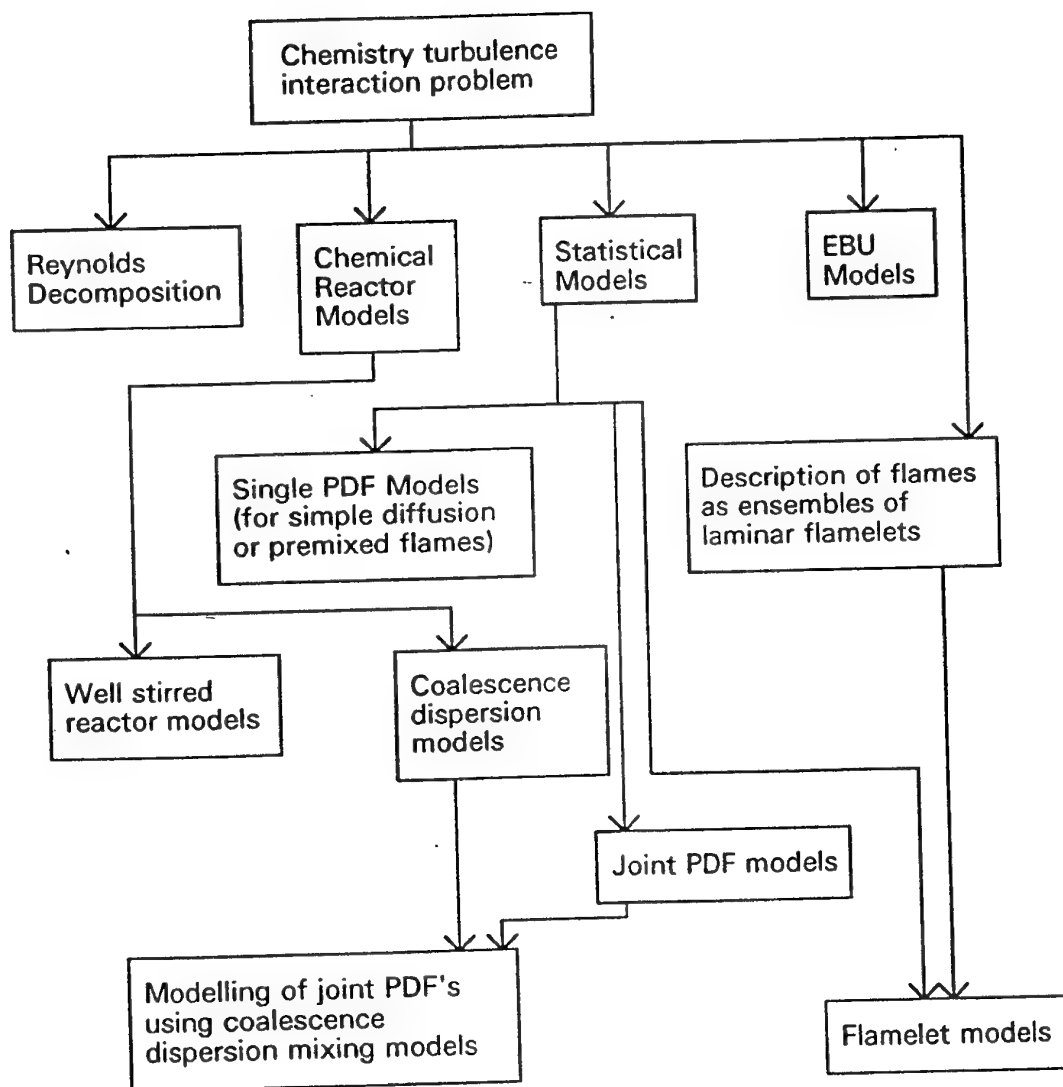 Chemistry turbulence
interaction problem
Reynolds
Decomposition
Chemical
Reactor
Models
Statistical
Models
EBU
Models
Single PDF Models
(for simple diffusion
or premixed flames)
Description of flames
as ensembles of
laminar flamelets
Well stirred
reactor models
Coalescence
dispersion
models
Joint PDF models
Modelling of joint PDF's
using coalescence
dispersion mixing models
Flamelet models